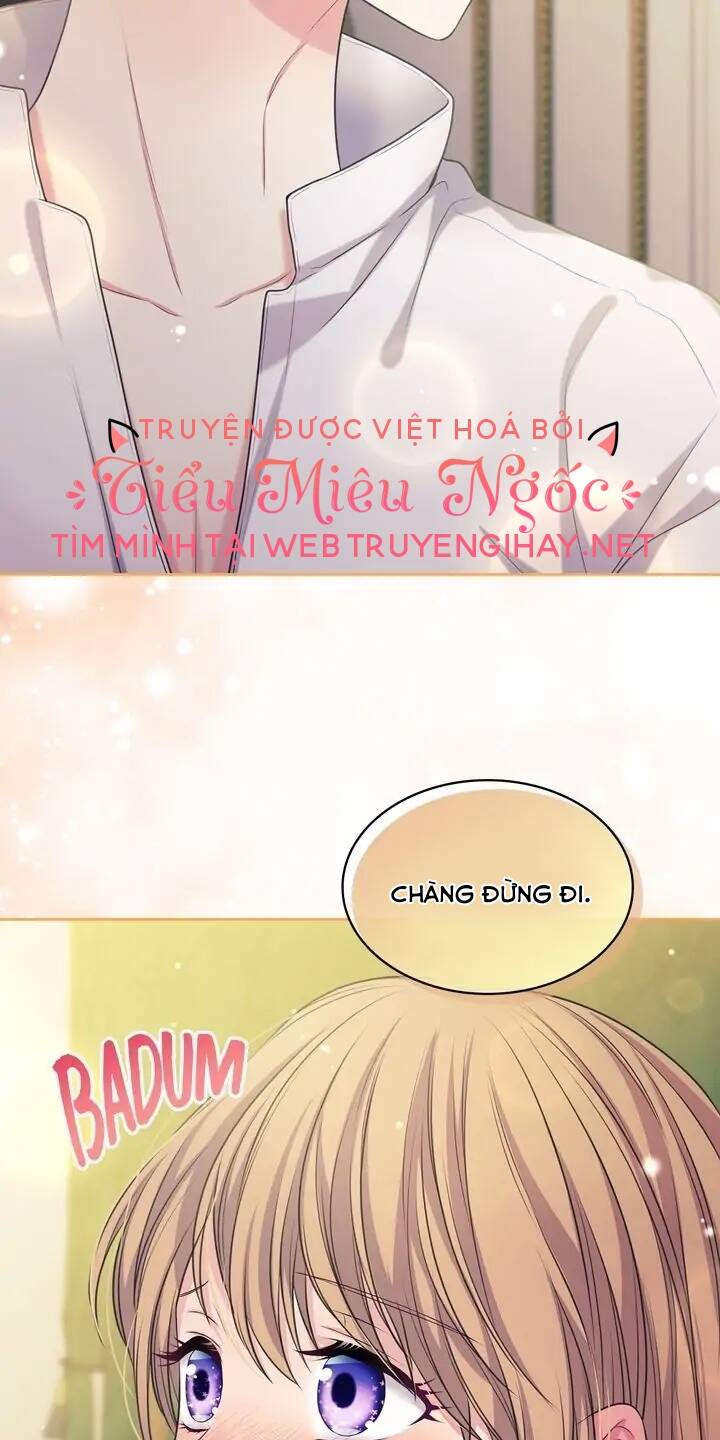 TRUYỆN ĐƯỢC VIỆT HOÁ BỞI
Tiểu Miêu Ngốc
TÌM MÌNH TẠI WEB TRUYENGIHAY.NET
CHÀNG ĐỪNG ĐI.
BADUM